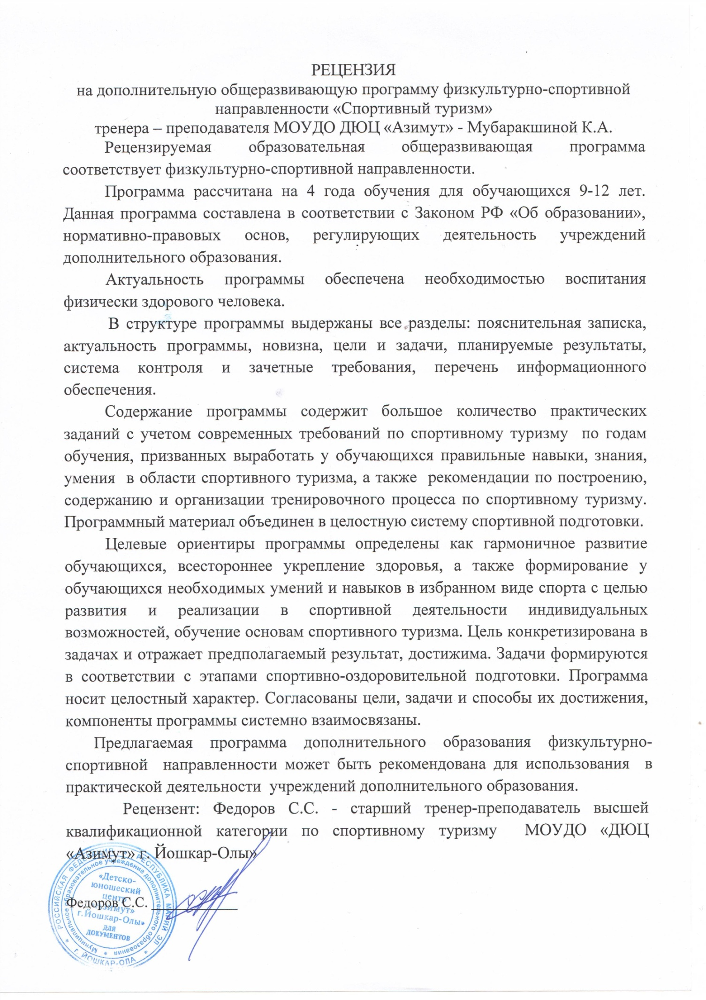 РЕЦЕНЗИЯ
на дополнительную общеразвивающую программу физкультурно-спортивной
направленности «Спортивный туризм»
тренера – преподавателя МОУДО ДЮЦ «Азимут» - Мубаракшиной К.А.
Рецензируемая образовательная общеразвивающая программа
соответствует физкультурно-спортивной направленности.
Программа рассчитана на 4 года обучения для обучающихся 9-12 лет.
Данная программа составлена в соответствии с Законом РФ «Об образовании»,
нормативно-правовых основ, регулирующих деятельность учреждений
дополнительного образования.
Актуальность программы обеспечена необходимостью воспитания
физически здорового человека.
В структуре программы выдержаны все разделы: пояснительная записка,
актуальность программы, новизна, цели и задачи, планируемые результаты,
система контроля и зачетные требования, перечень информационного
обеспечения.
Содержание программы содержит большое количество практических
заданий с учетом современных требований по спортивному туризму по годам
обучения, призванных выработать у обучающихся правильные навыки, знания,
умения в области спортивного туризма, а также рекомендации по построению,
содержанию и организации тренировочного процесса по спортивному туризму.
Программный материал объединен в целостную систему спортивной подготовки.
Целевые ориентиры программы определены как гармоничное развитие
обучающихся, всестороннее укрепление здоровья, а также формирование у
обучающихся необходимых умений и навыков в избранном виде спорта с целью
развития и реализации в спортивной деятельности индивидуальных
возможностей, обучение основам спортивного туризма. Цель конкретизирована в
задачах и отражает предполагаемый результат, достижима. Задачи формируются
в соответствии с этапами спортивно-оздоровительной подготовки. Программа
носит целостный характер. Согласованы цели, задачи и способы их достижения,
компоненты программы системно взаимосвязаны.
Предлагаемая программа дополнительного образования физкультурно-
спортивной направленности может быть рекомендована для использования в
практической деятельности учреждений дополнительного образования.
Рецензент: Федоров С.С. - старший тренер-преподаватель высшей
квалификационной категории по спортивному туризму МОУДО «ДЮЦ
«Азимут» г. Йошкар-Олы»
Федоров С.С.
РОССИЙСКАЯ ФЕДЕРАЦИЯ * РЕСПУБЛИКА МАРИЙ ЭЛ * г. ЙОШКАР-ОЛА *
Муниципальное образовательное учреждение дополнительного образования *
«Детско-
юношеский
центр
«Азимут»
г.Йошкар-Олы»
ДЛЯ
ДОКУМЕНТОВ